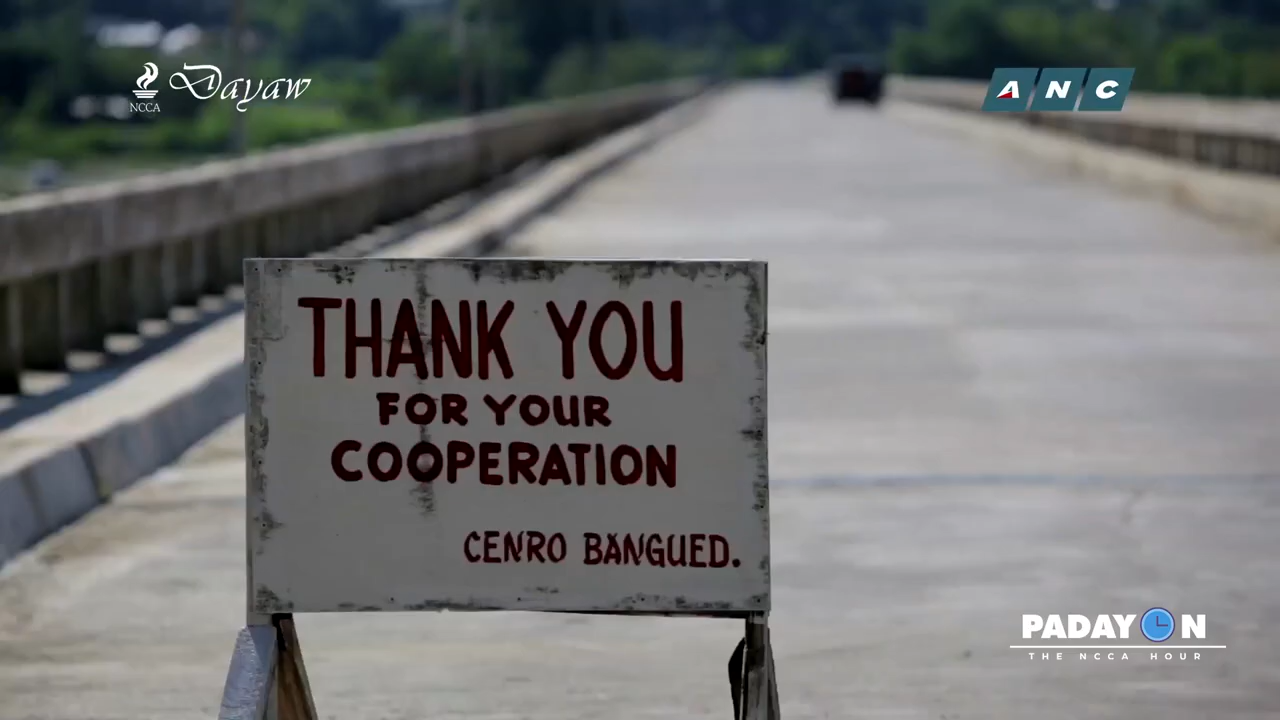 NCCA
Dayaw
ANC
THANK YOU
FOR YOUR
COOPERATION
CENRO BANGUED.
PADAYON
THE NCCA HOUR